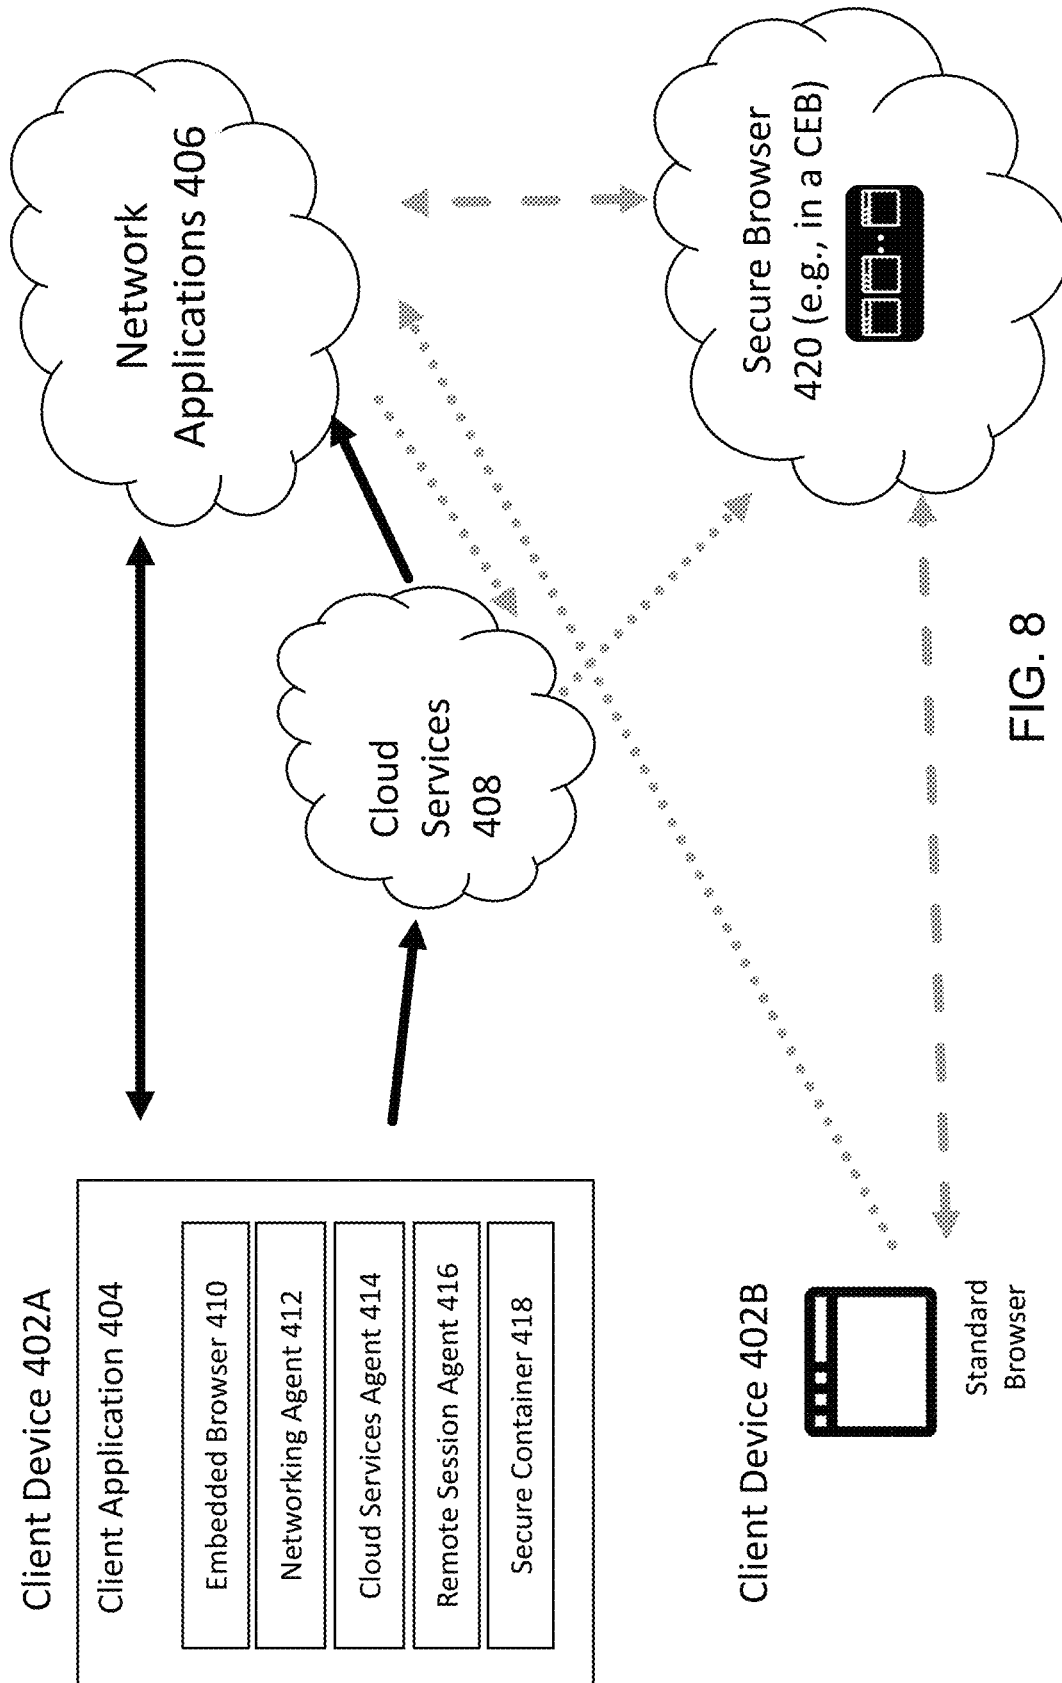 Client Device 402A
Client Application 404
Embedded Browser 410
Networking Agent 412
Cloud Services Agent 414
Remote Session Agent 416
Secure Container 418
Network
Applications 406
Cloud
Services
408
Client Device 402B
Standard
Browser
Secure Browser
420 (e.g., in a CEB)
FIG. 8